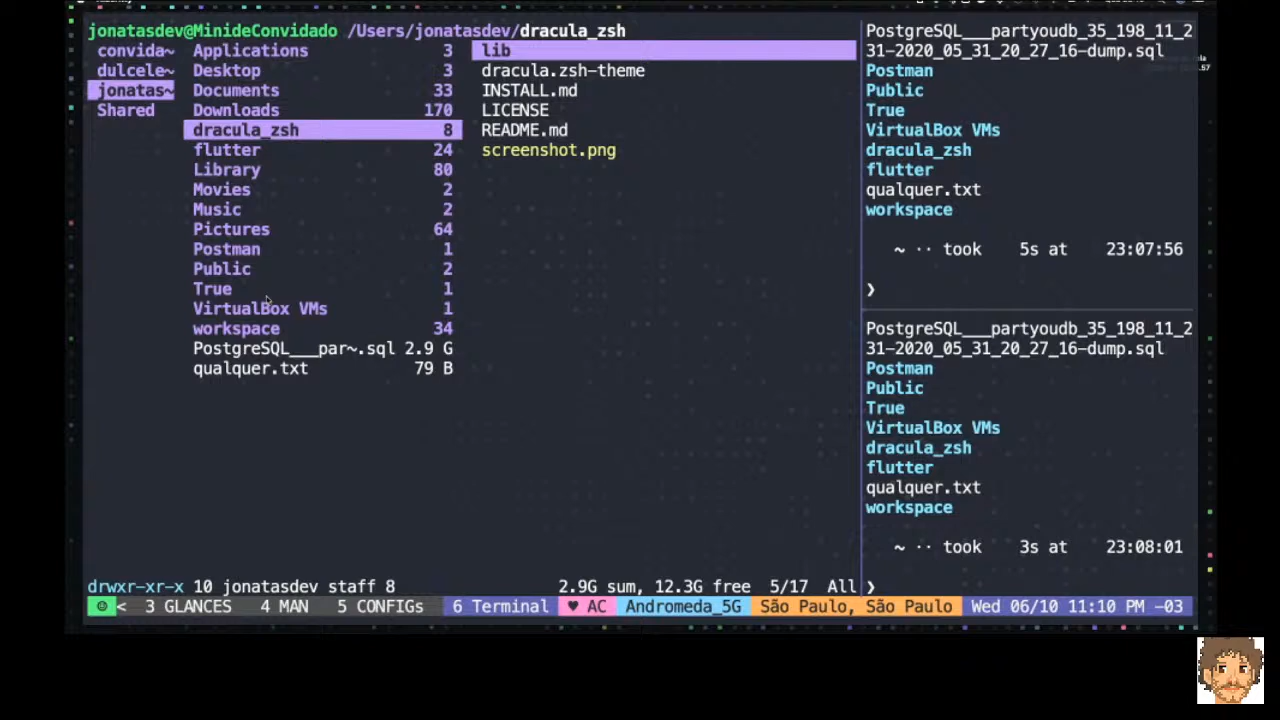 jonatasdev@MinideConvidado /Users/jonatasdev/dracula_zsh
convida~
dulcele~
jonatas~
Shared
Applications 3
Desktop 3
Documents 33
Downloads 170
dracula_zsh 8
flutter 24
Library 80
Movies 2
Music 2
Pictures 64
Postman 1
Public 2
True 1
VirtualBox VMs 1
workspace 34
PostgreSQL___par~.sql 2.9 G
qualquer.txt 79 B
lib
dracula.zsh-theme
INSTALL.md
LICENSE
README.md
screenshot.png
PostgreSQL___partyoudb_35_198_11_2
31-2020_05_31_20_27_16-dump.sql
Postman
Public
True
VirtualBox VMs
dracula_zsh
flutter
qualquer.txt
workspace
~ ·· took 5s at 23:07:56
❯
PostgreSQL___partyoudb_35_198_11_2
31-2020_05_31_20_27_16-dump.sql
Postman
Public
True
VirtualBox VMs
dracula_zsh
flutter
qualquer.txt
workspace
~ ·· took 3s at 23:08:01
❯
drwxr-xr-x 10 jonatasdev staff 8 2.9G sum, 12.3G free 5/17 All
☺ < 3 GLANCES 4 MAN 5 CONFIGs 6 Terminal ♥ AC Andromeda_5G São Paulo, São Paulo Wed 06/10 11:10 PM -03